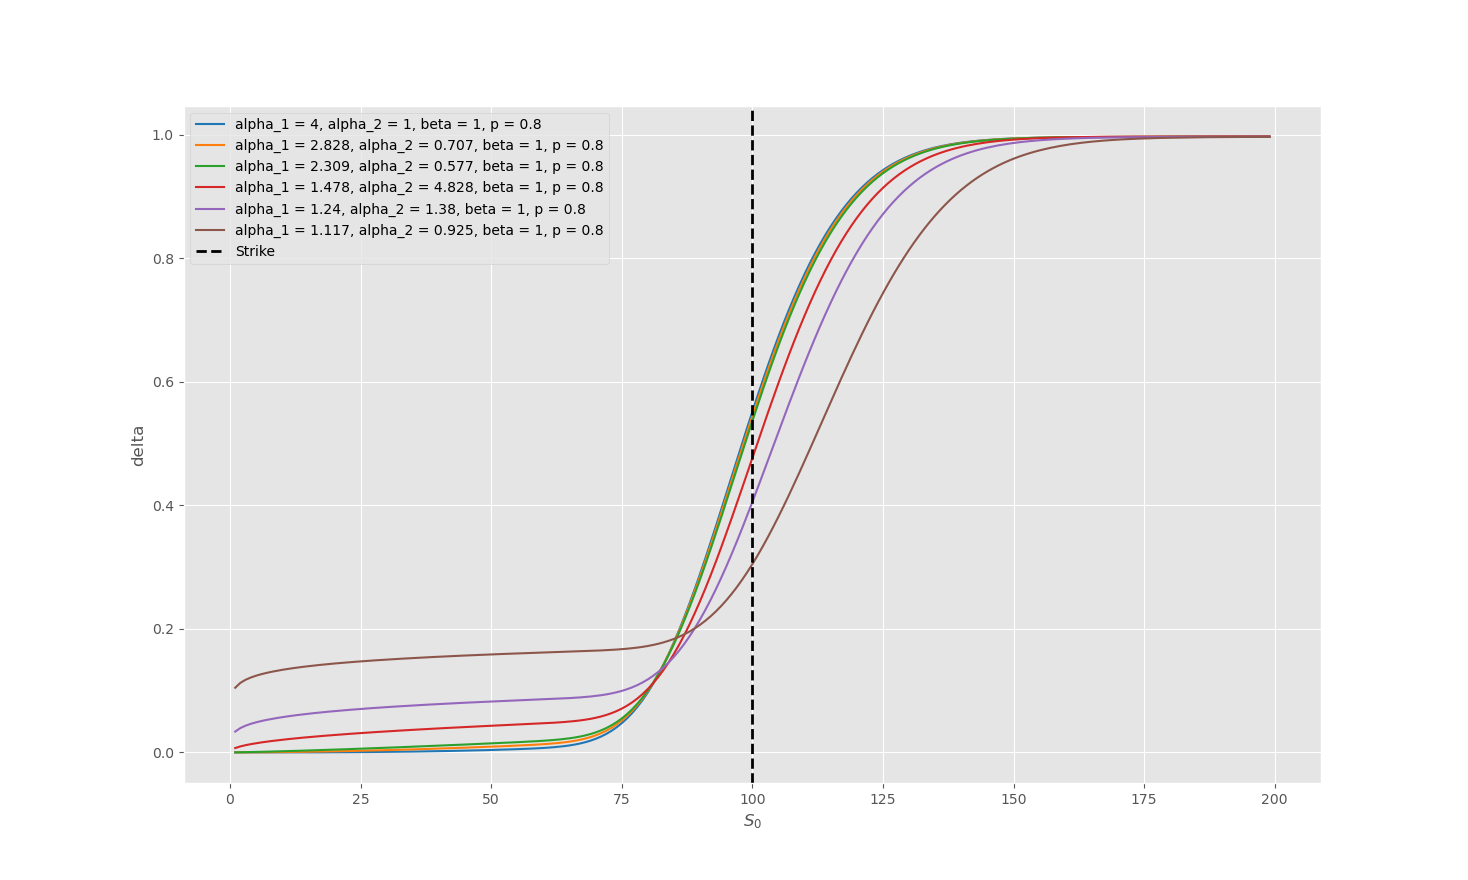 alpha_1 = 4, alpha_2 = 1, beta = 1, p = 0.8
alpha_1 = 2.828, alpha_2 = 0.707, beta = 1, p = 0.8
alpha_1 = 2.309, alpha_2 = 0.577, beta = 1, p = 0.8
alpha_1 = 1.478, alpha_2 = 4.828, beta = 1, p = 0.8
alpha_1 = 1.24, alpha_2 = 1.38, beta = 1, p = 0.8
alpha_1 = 1.117, alpha_2 = 0.925, beta = 1, p = 0.8
Strike
1.0
0.8
0.6
0.4
0.2
0.0
delta
0 25 50 75 100 125 150 175 200
S₀